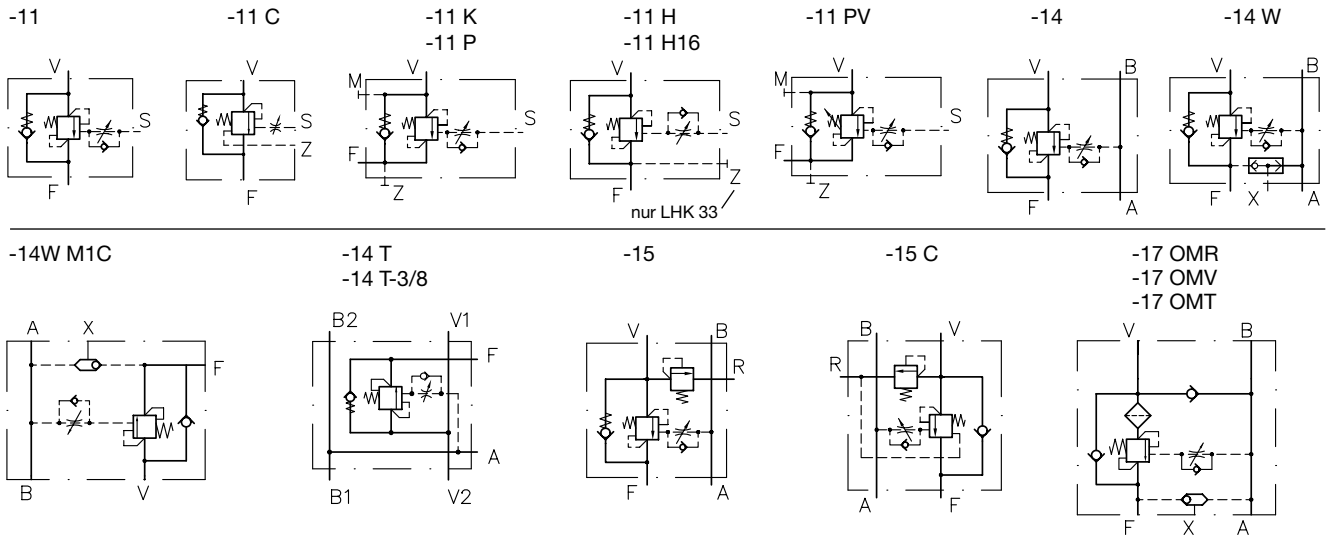 -11 -11 C -11 K -11 H -11 PV -14 -14 W
-11 P -11 H16
V V M V V M V V B V B
S S S S S
Z
F F F F F
Z Z Z
F F A F X A
nur LHK 33
-14W M1C -14 T -15 -15 C -17 OMR
-14 T-3/8 -17 OMV
-17 OMT
A X B2 V1 V B B V V B
F F R R
A
B V B1 V2 F A A F F X A